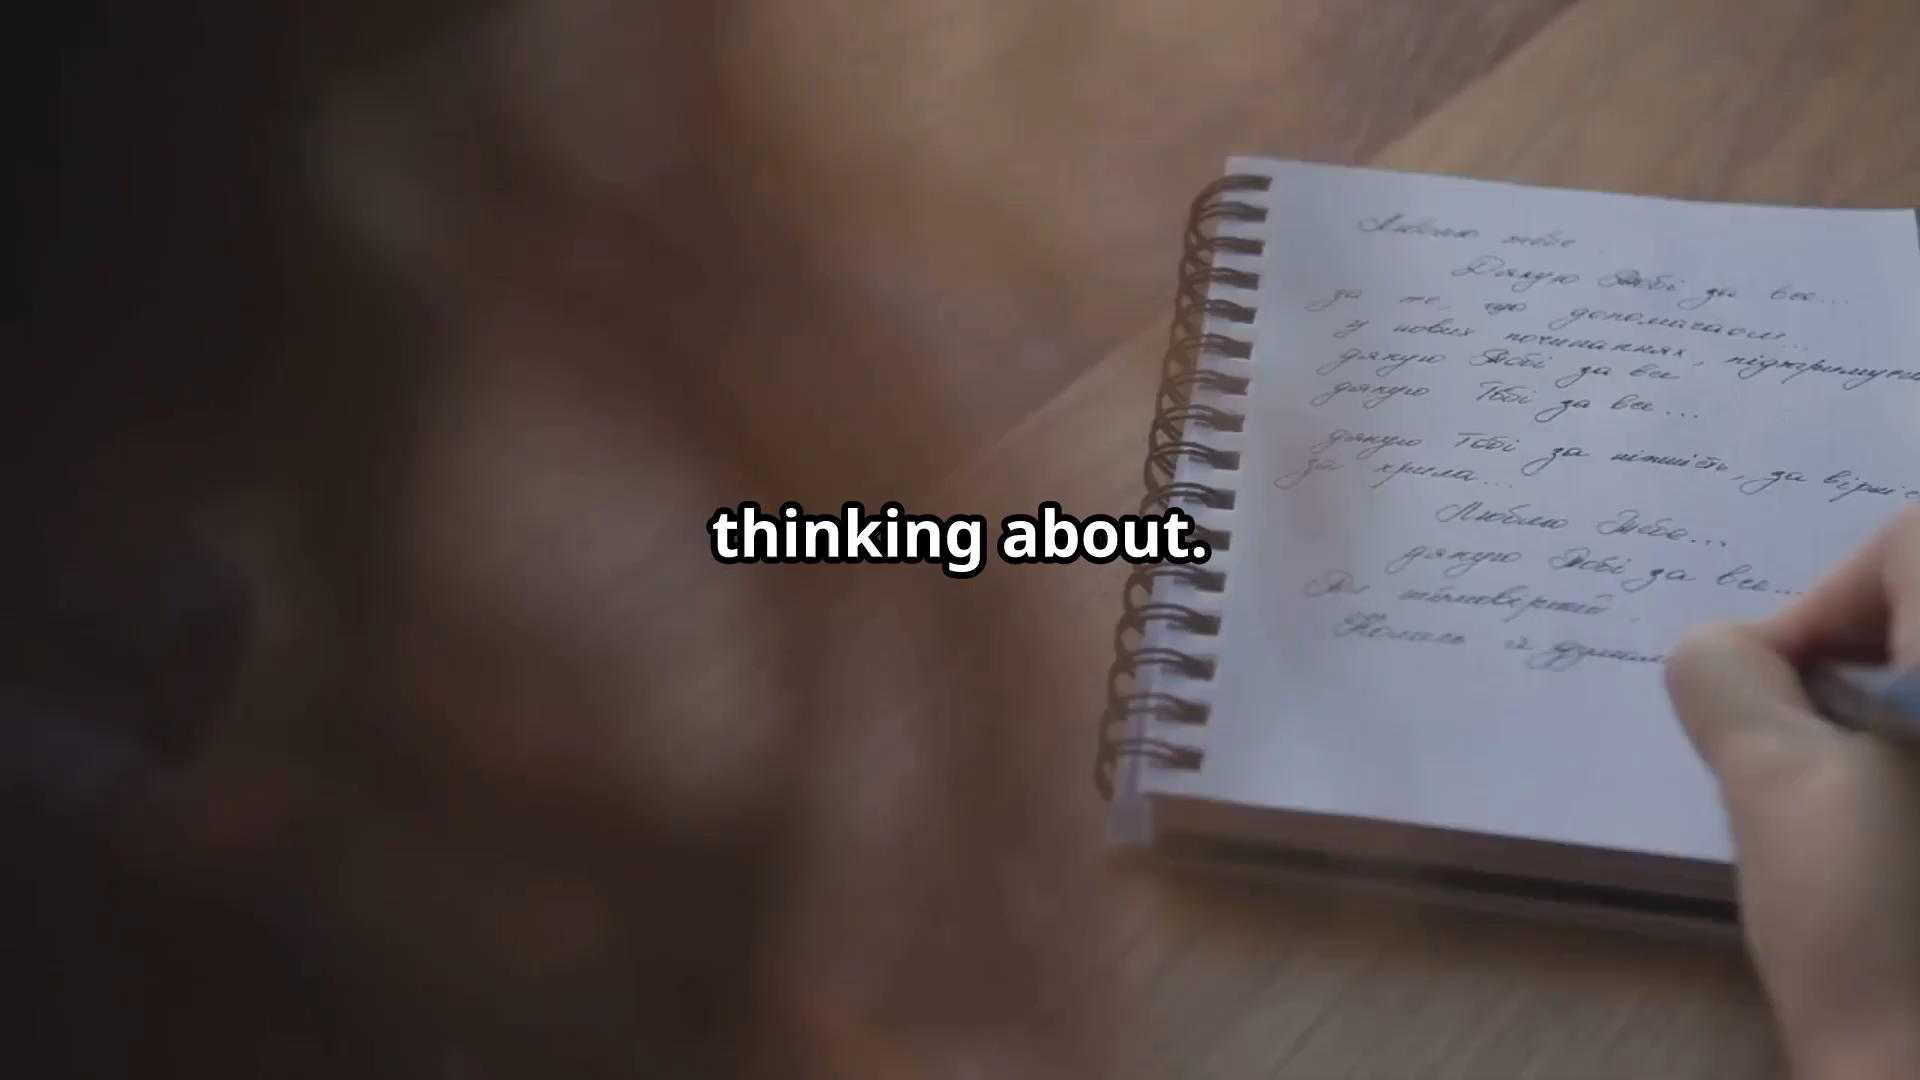 Люблю тебе.
Дякую Тобі за все...
за те, що допомагаєш...
у нових починаннях, підтримуєш
дякую Тобі за все
дякую Тобі за все...
дякую Тобі за ніжність, за
за крила...
Люблю Тебе...
дякую Тобі за все...
thinking about.